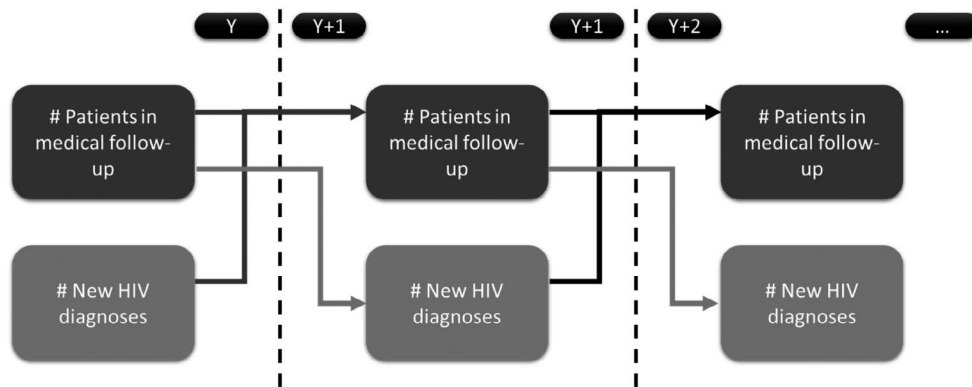 Y
Y+1
Y+1
Y+2
...
# Patients in
medical follow-
up
# Patients in
medical follow-
up
# Patients in
medical follow-
up
# New HIV
diagnoses
# New HIV
diagnoses
# New HIV
diagnoses